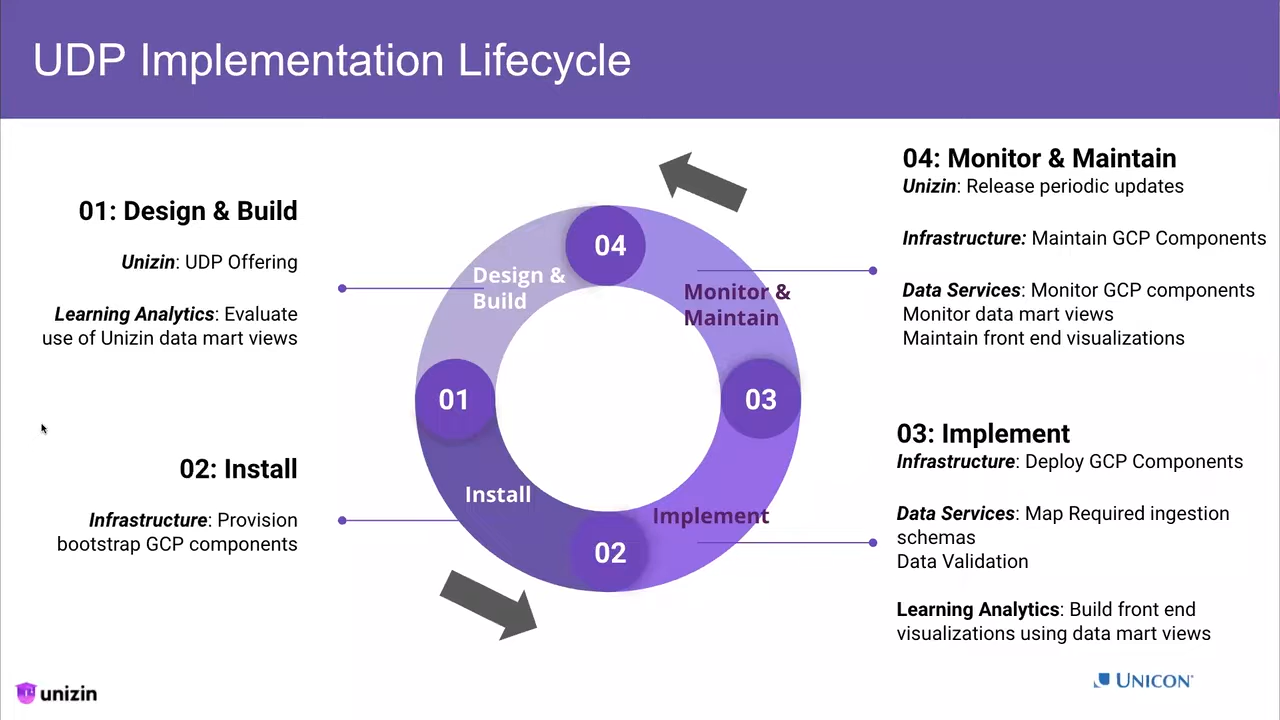 UDP Implementation Lifecycle
01: Design & Build
Unizin: UDP Offering
Learning Analytics: Evaluate
use of Unizin data mart views
02: Install
Infrastructure: Provision
bootstrap GCP components
04
Design &
Build
Monitor &
Maintain
01
03
Install
Implement
02
04: Monitor & Maintain
Unizin: Release periodic updates
Infrastructure: Maintain GCP Components
Data Services: Monitor GCP components
Monitor data mart views
Maintain front end visualizations
03: Implement
Infrastructure: Deploy GCP Components
Data Services: Map Required ingestion
schemas
Data Validation
Learning Analytics: Build front end
visualizations using data mart views
unizin
UNICON